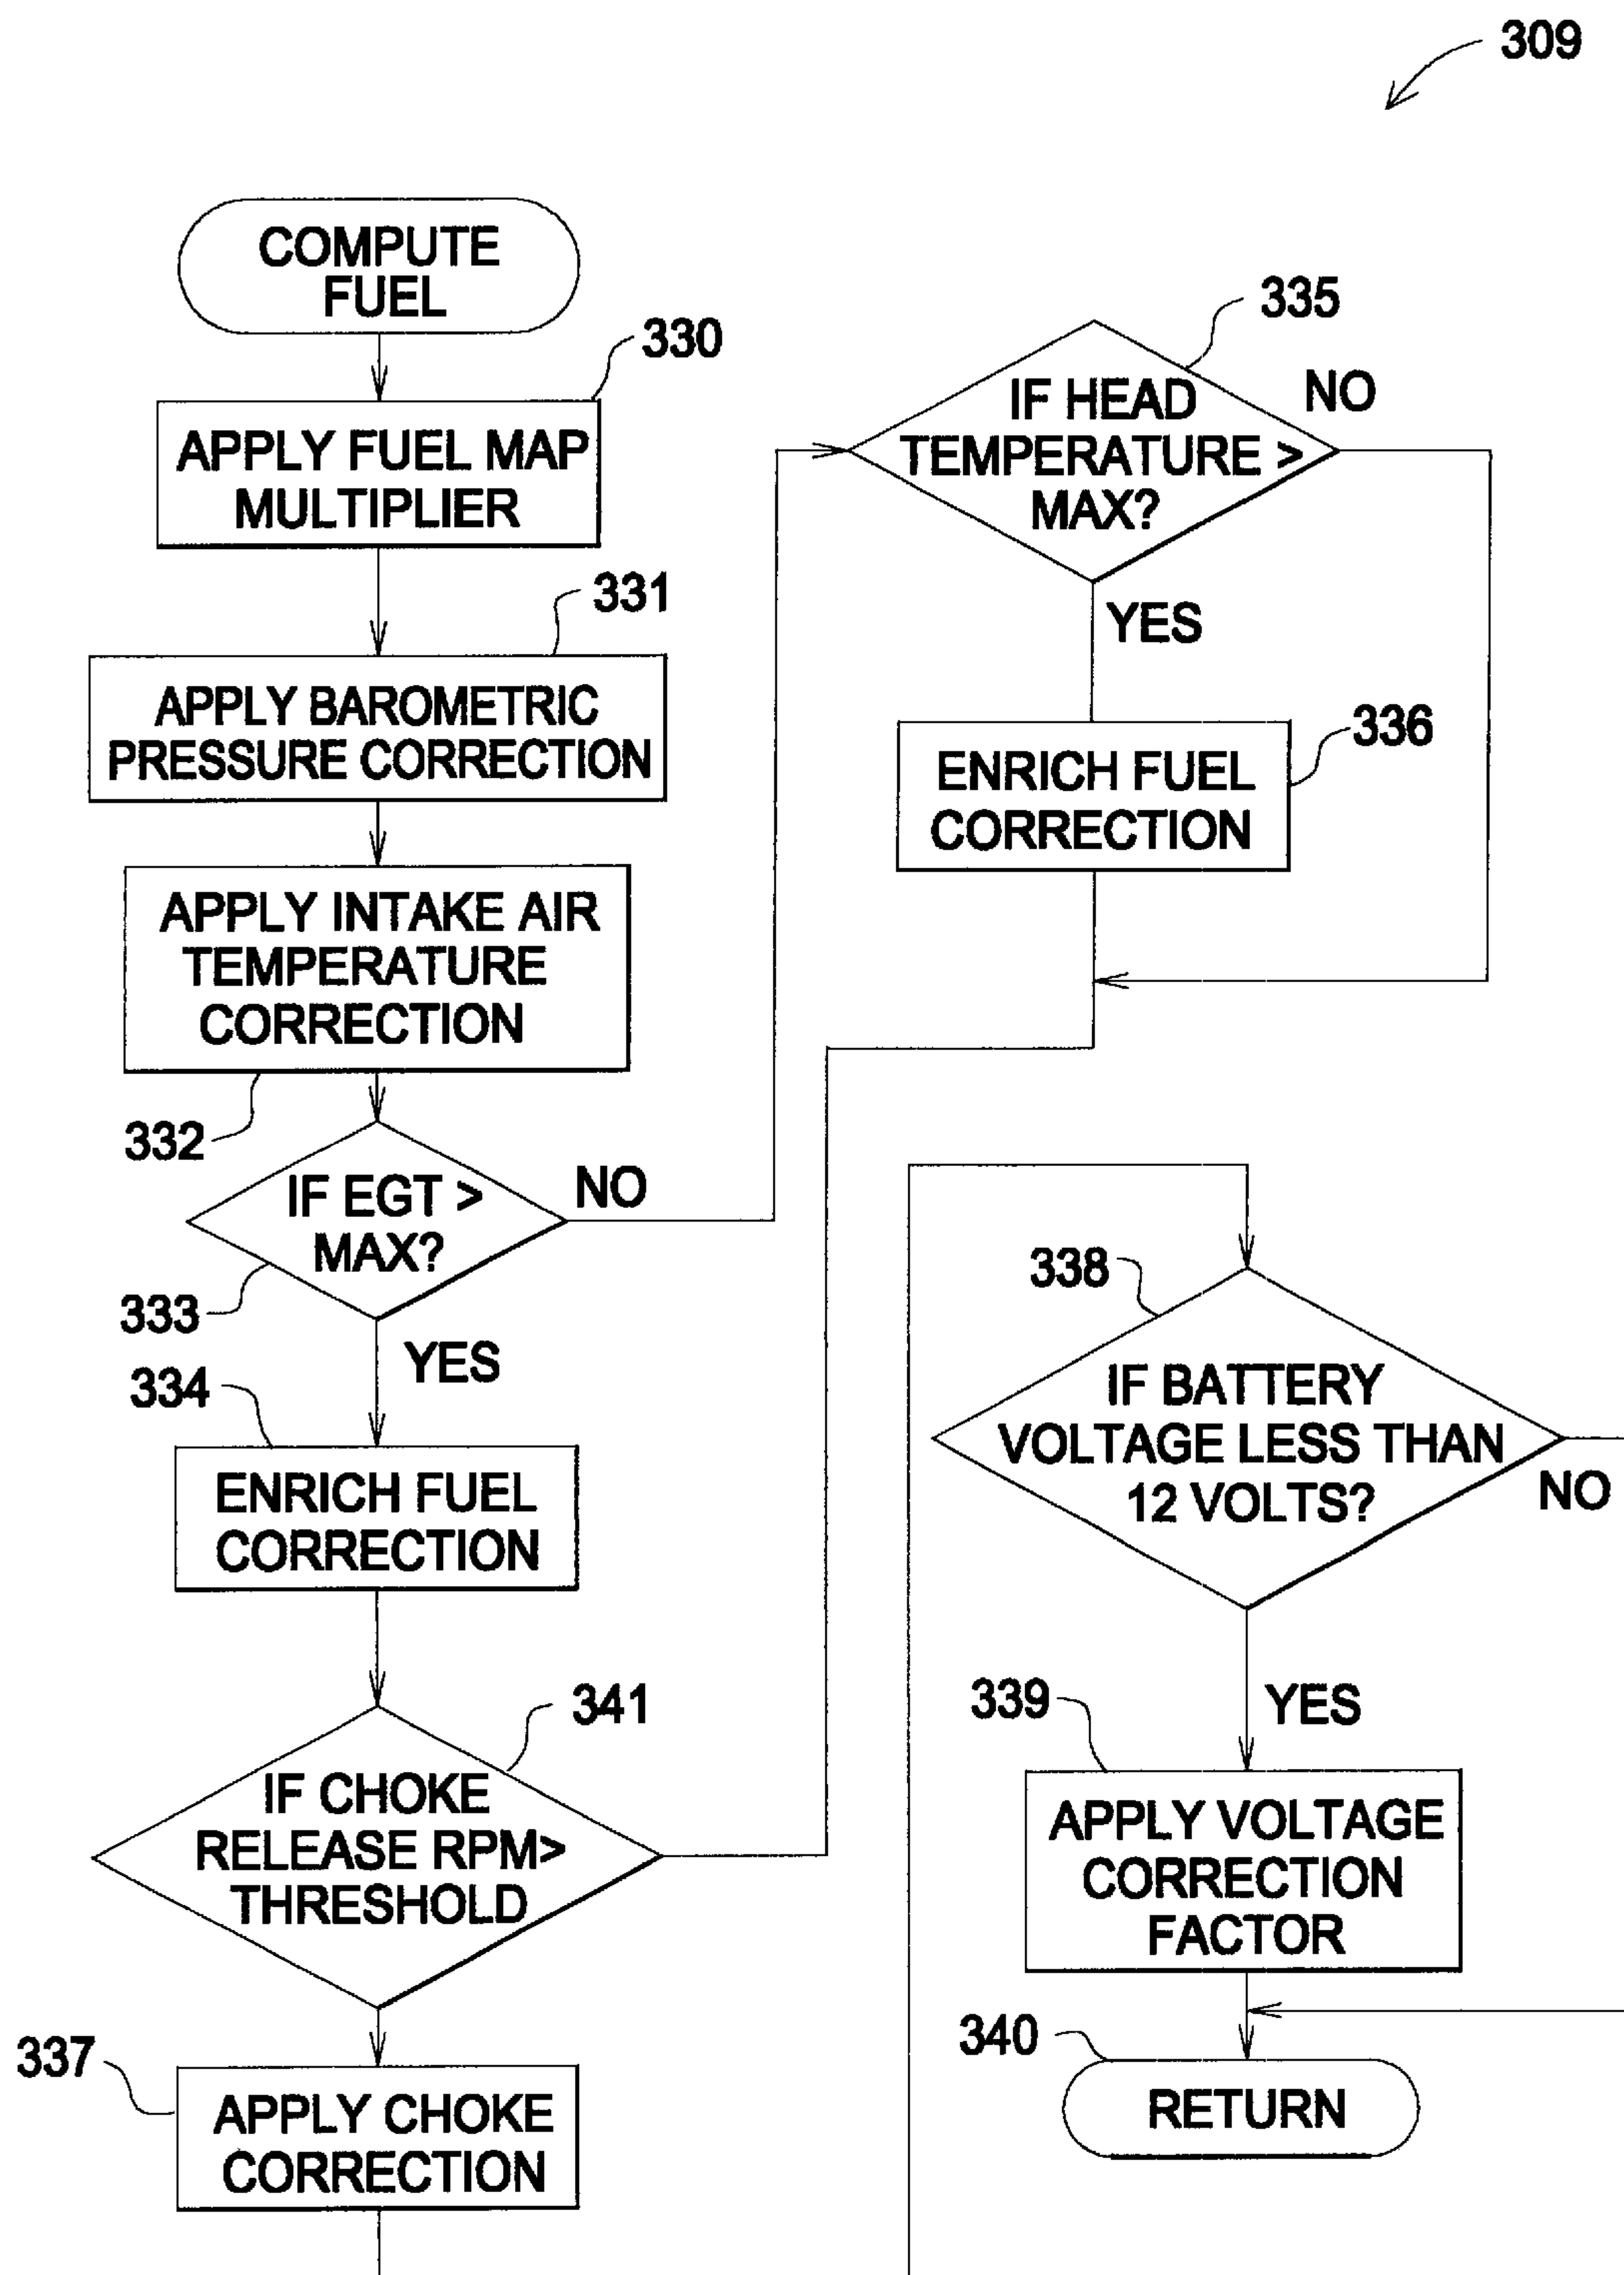 309
COMPUTE
FUEL
330
APPLY FUEL MAP
MULTIPLIER
331
APPLY BAROMETRIC
PRESSURE CORRECTION
APPLY INTAKE AIR
TEMPERATURE
CORRECTION
332
IF EGT >
MAX?
NO
333
YES
334
ENRICH FUEL
CORRECTION
341
IF CHOKE
RELEASE RPM>
THRESHOLD
337
APPLY CHOKE
CORRECTION
335
IF HEAD
TEMPERATURE >
MAX?
NO
YES
336
ENRICH FUEL
CORRECTION
338
IF BATTERY
VOLTAGE LESS THAN
12 VOLTS?
NO
YES
339
APPLY VOLTAGE
CORRECTION
FACTOR
340
RETURN